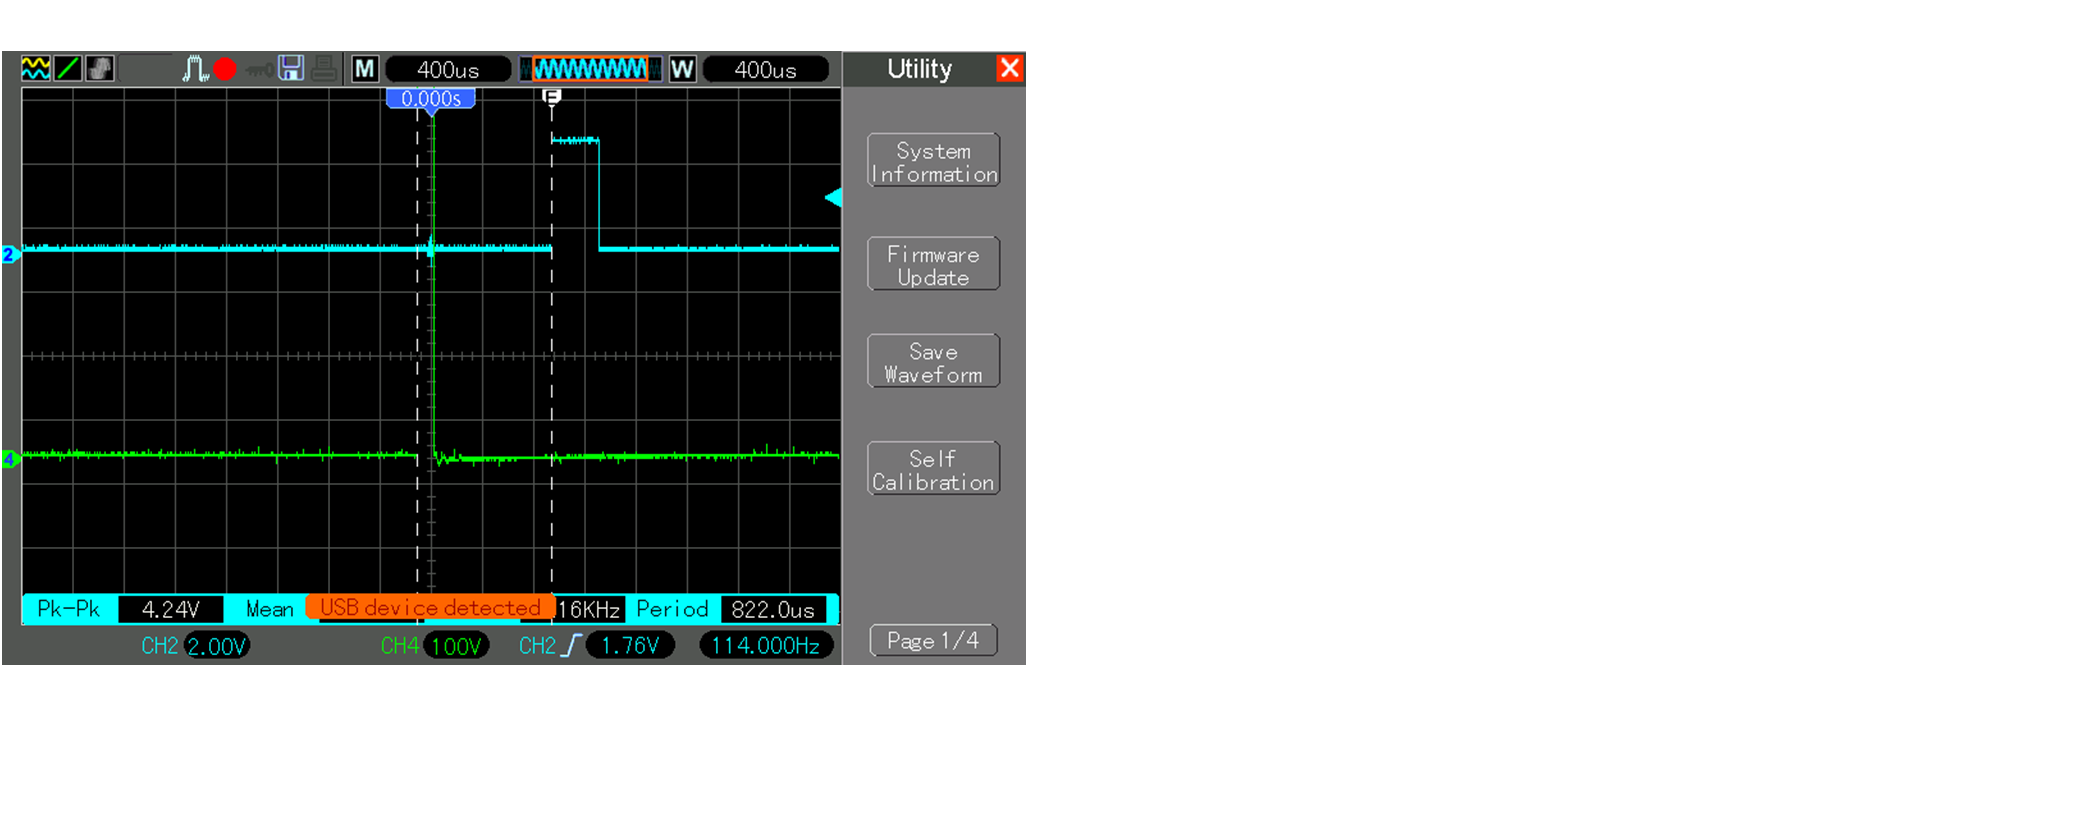 M 400us W 400us Utility X
0.000s E
System
Information
2
Firmware
Update
Save
Waveform
4
Self
Calibration
Pk-Pk 4.24V Mean USB device detected 16KHz Period 822.0us
CH2 2.00V CH4 100V CH2 1.76V 114.000Hz
Page 1/4